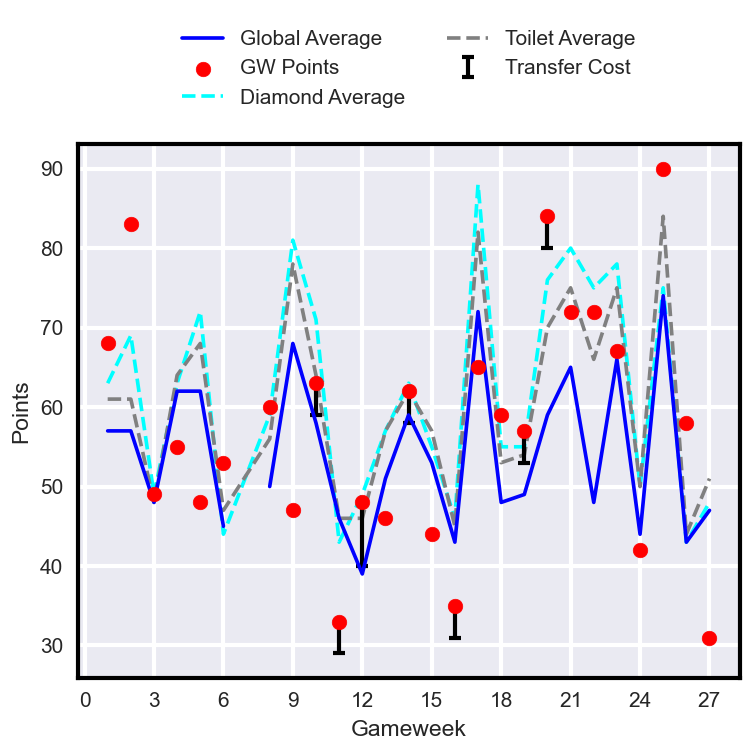 Global Average
GW Points
Diamond Average
Toilet Average
Transfer Cost
90
80
70
60
50
40
30
Points
0 3 6 9 12 15 18 21 24 27
Gameweek